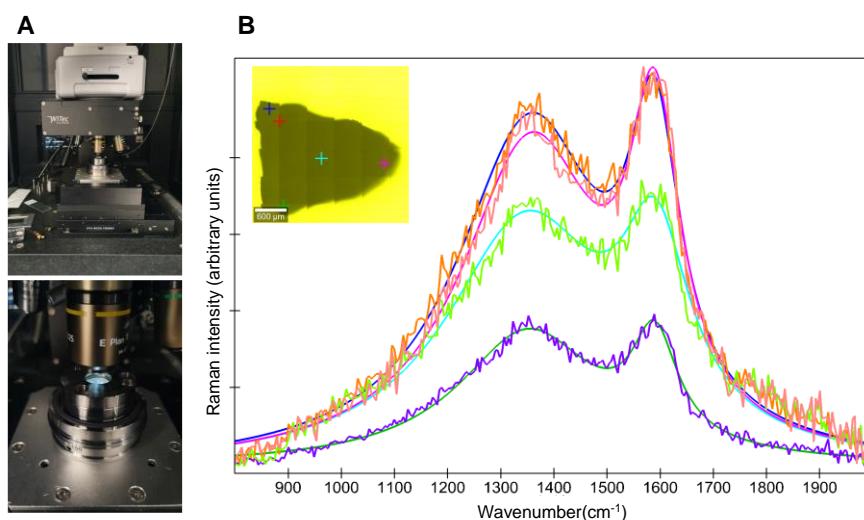 A
B
WITec
E Plan
600 μm
Raman intensity (arbitrary units)
900 1000 1100 1200 1300 1400 1500 1600 1700 1800 1900
Wavenumber(cm⁻¹)